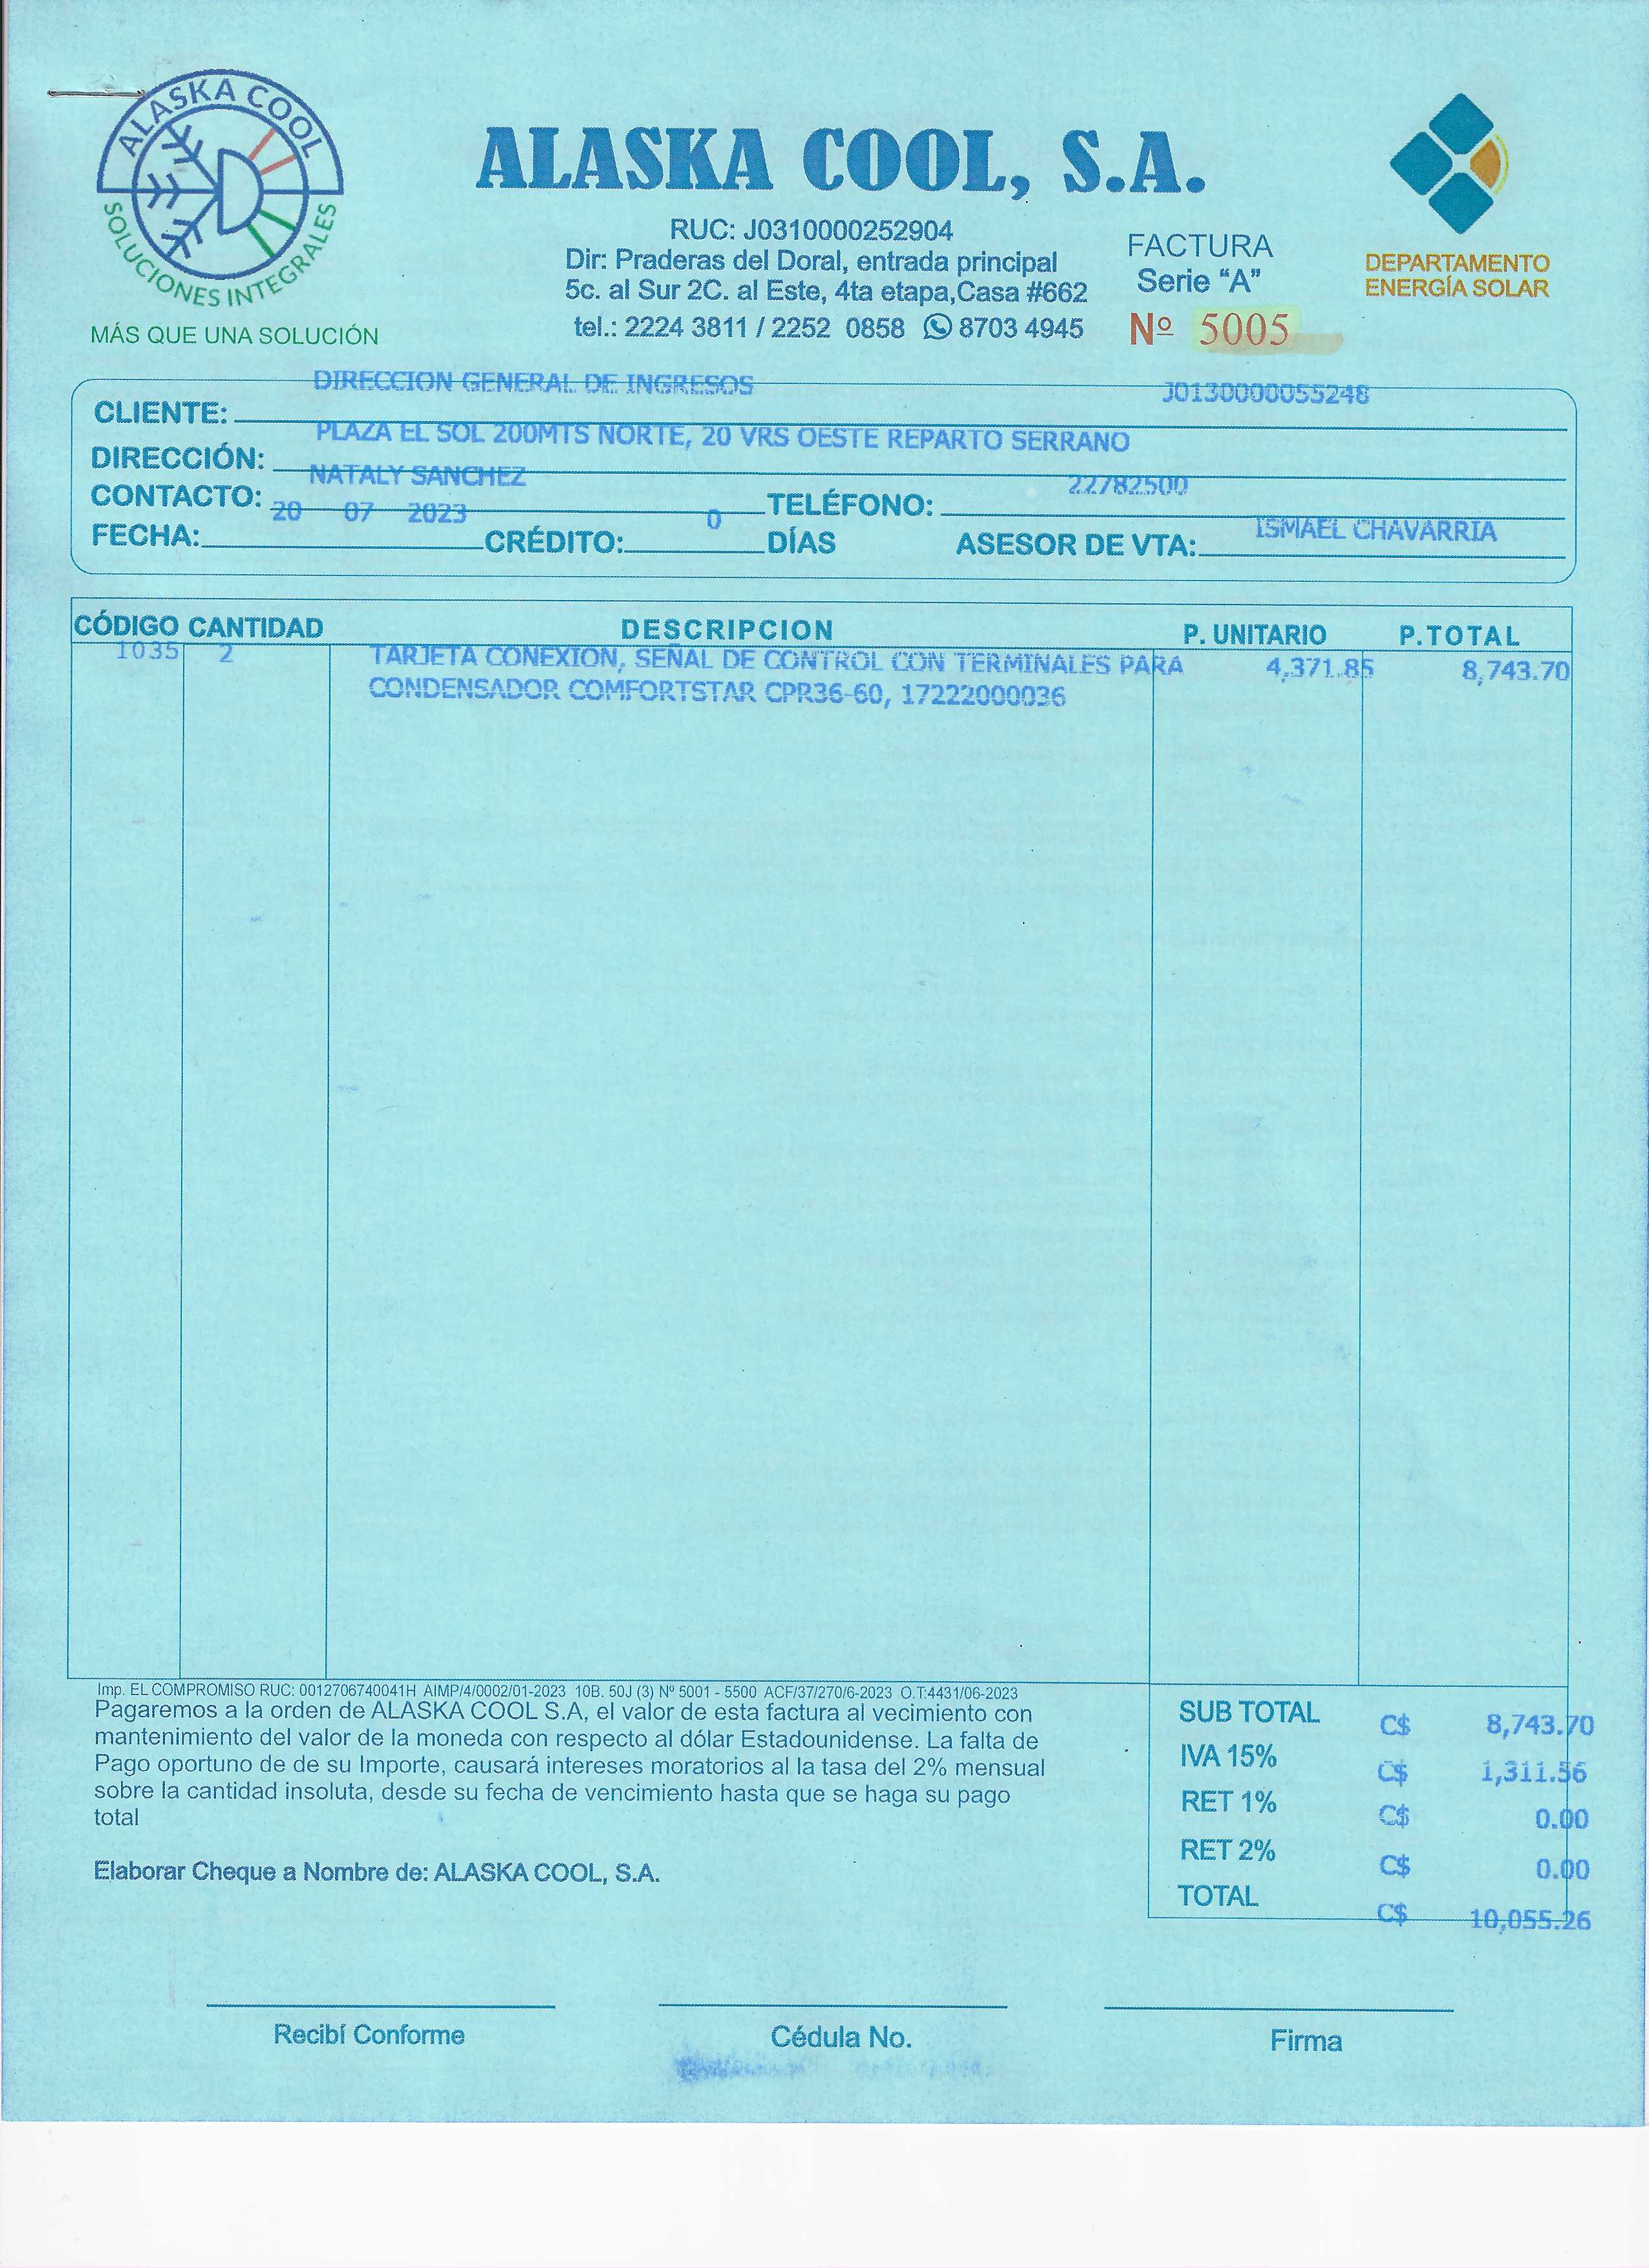 ALASKA COOL
SOLUCIONES INTEGRALES
MÁS QUE UNA SOLUCIÓN
ALASKA COOL, S.A.
RUC: J0310000252904
Dir: Praderas del Doral, entrada principal
5c. al Sur 2C. al Este, 4ta etapa,Casa #662
tel.: 2224 3811 / 2252 0858 8703 4945
FACTURA
Serie "A"
Nº 5005
DEPARTAMENTO
ENERGÍA SOLAR
CLIENTE: DIRECCION GENERAL DE INGRESOS J0130000055248
DIRECCIÓN: PLAZA EL SOL 200MTS NORTE, 20 VRS OESTE REPARTO SERRANO
CONTACTO: NATALY SANCHEZ TELÉFONO: 22782500
FECHA: 20 07 2023 CRÉDITO: 0 DÍAS ASESOR DE VTA: ISMAEL CHAVARRIA
CÓDIGO CANTIDAD DESCRIPCION P. UNITARIO P.TOTAL
1035 2 TARJETA CONEXION, SEÑAL DE CONTROL CON TERMINALES PARA 4,371.85 8,743.70
CONDENSADOR COMFORTSTAR CPR36-60, 17222000036
Imp. EL COMPROMISO RUC: 0012706740041H AIMP/4/0002/01-2023 10B. 50J (3) Nº 5001 - 5500 ACF/37/270/6-2023 O.T:4431/06-2023
Pagaremos a la orden de ALASKA COOL S.A, el valor de esta factura al vecimiento con
mantenimiento del valor de la moneda con respecto al dólar Estadounidense. La falta de
Pago oportuno de de su Importe, causará intereses moratorios al la tasa del 2% mensual
sobre la cantidad insoluta, desde su fecha de vencimiento hasta que se haga su pago
total
Elaborar Cheque a Nombre de: ALASKA COOL, S.A.
SUB TOTAL C$ 8,743.70
IVA 15% C$ 1,311.56
RET 1% C$ 0.00
RET 2% C$ 0.00
TOTAL C$ 10,055.26
Recibí Conforme Cédula No. Firma